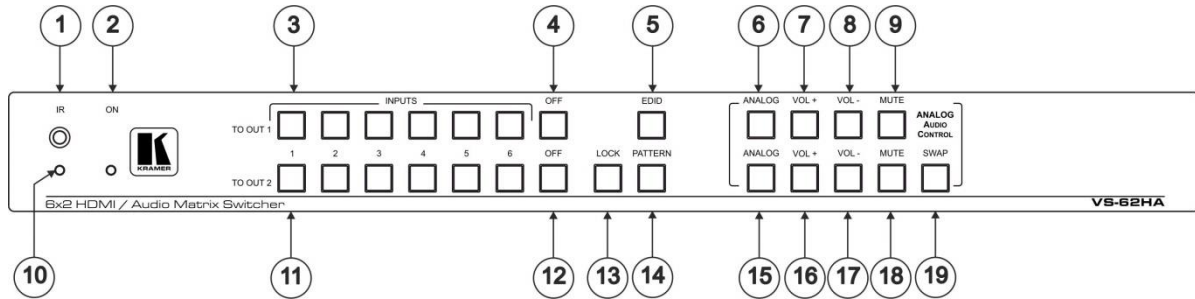 1 2 3 4 5 6 7 8 9
IR ON INPUTS OFF EDID ANALOG VOL + VOL - MUTE
TO OUT 1
ANALOG
AUDIO
CONTROL
K
KRAMER
1 2 3 4 5 6 OFF LOCK PATTERN ANALOG VOL + VOL - MUTE SWAP
TO OUT 2
6x2 HDMI / Audio Matrix Switcher VS-62HA
10 11 12 13 14 15 16 17 18 19